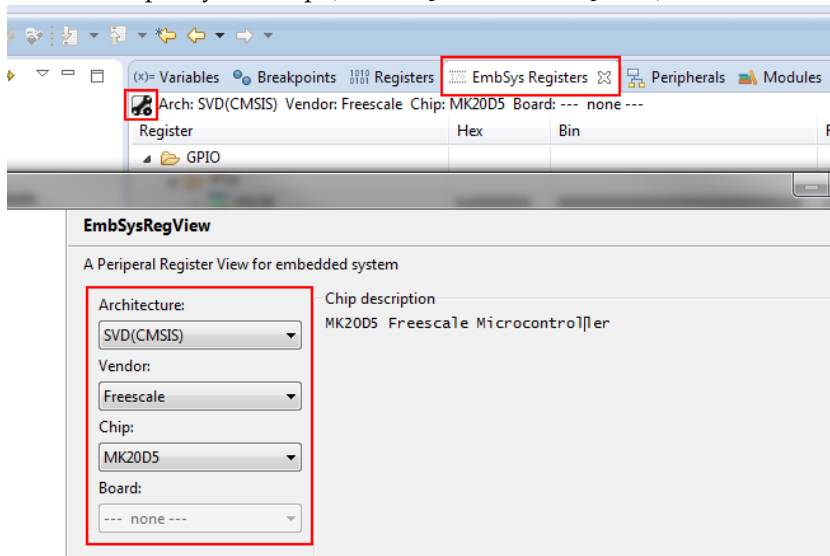 (x)= Variables Breakpoints Registers EmbSys Registers Peripherals Modules
Arch: SVD(CMSIS) Vendor: Freescale Chip: MK20D5 Board: --- none ---
Register Hex Bin
GPIO
EmbSysRegView
A Periperal Register View for embedded system
Architecture:
SVD(CMSIS)
Vendor:
Freescale
Chip:
MK20D5
Board:
--- none ---
Chip description
MK20D5 Freescale Microcontroller